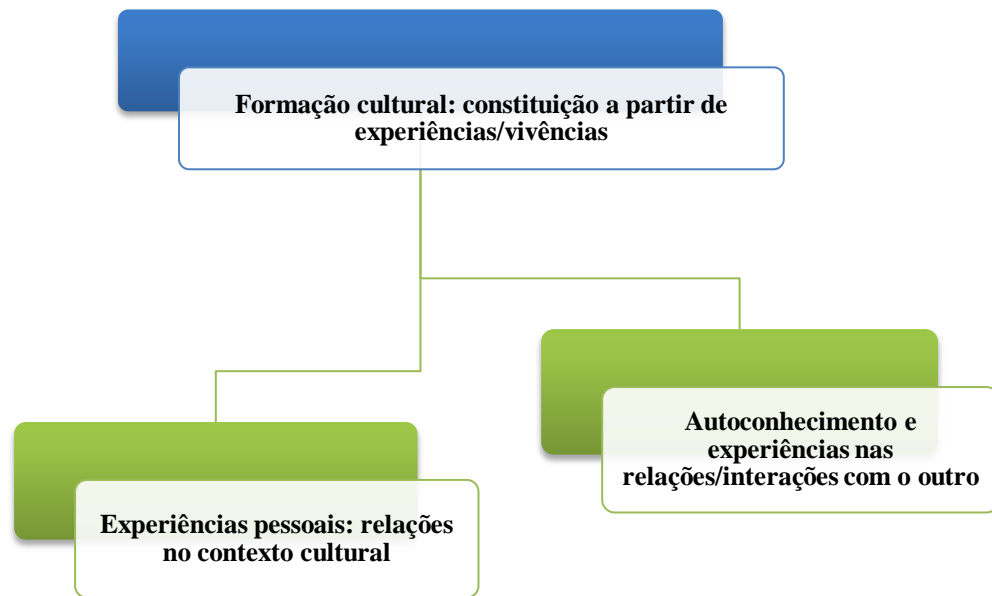 Formação cultural: constituição a partir de
experiências/vivências
Autoconhecimento e
experiências nas
relações/interações com o outro
Experiências pessoais: relações
no contexto cultural